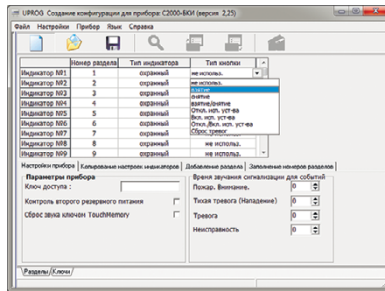 UPROG Создание конфигурации для прибора: С2000-БКИ (версия 2,25)
Файл Настройки Прибор Язык Справка
Номер раздела Тип индикатора Тип кнопки
Индикатор №1 1 охранный не использ.
Индикатор №2 2 охранный не использ.
Индикатор №3 3 охранный взятие
Индикатор №4 4 охранный снятие
взятие/снятие
Индикатор №5 5 охранный Откл. исп. уст-ва
Вкл. исп. уст-ва
Индикатор №6 6 охранный Откл./Вкл. исп. уст-ва
Индикатор №7 7 охранный Сброс тревог
Индикатор №8 8 охранный не использ.
Индикатор №9 9 охранный не использ.
Настройки прибора Копирование настроек индикаторов Добавление раздела Заполнение номеров разделов
Параметры прибора
Время звучания сигнализации для событий
Ключ доступа :
Пожар. Внимание. 0
Контроль второго резервного питания
Тихая тревога (Нападение) 0
Сброс звука ключом TouchMemory
Тревога 0
Неисправность 0
Разделы Ключи